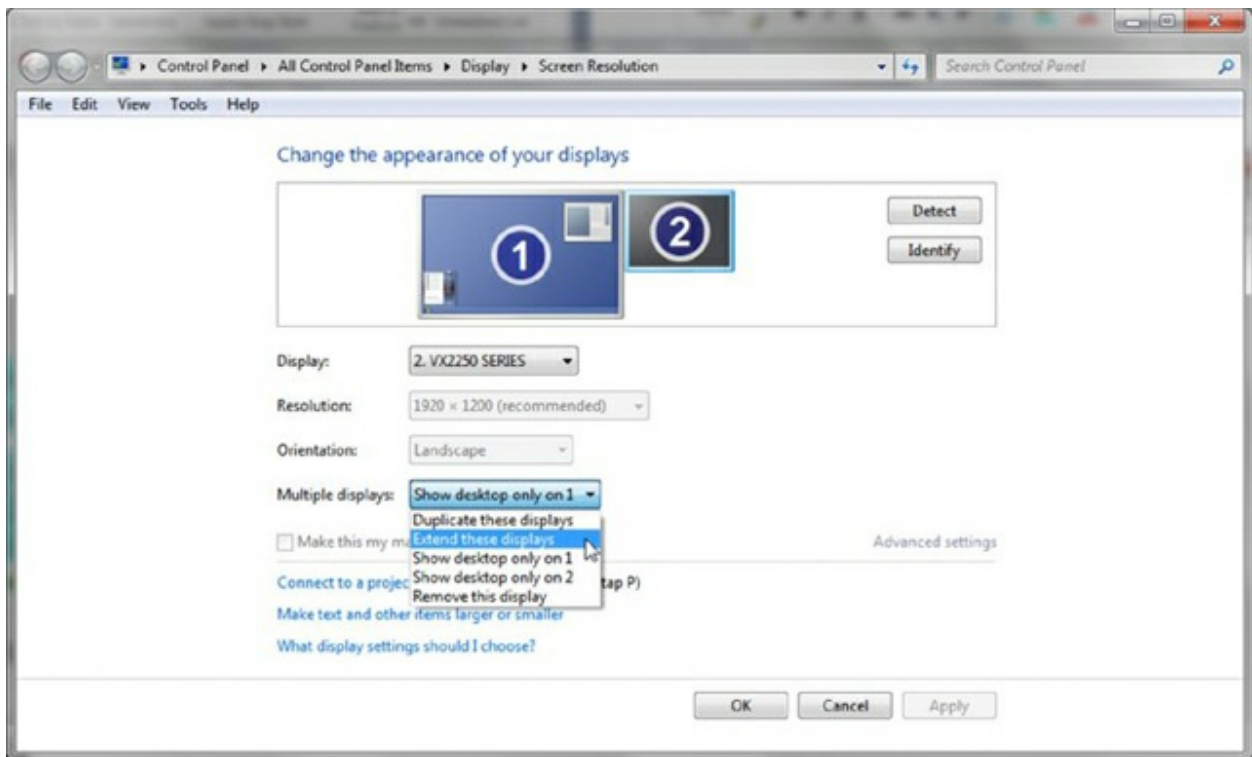 Control Panel ▸ All Control Panel Items ▸ Display ▸ Screen Resolution
Search Control Panel
File Edit View Tools Help
Change the appearance of your displays
1
2
Detect
Identify
Display: 2. VX2250 SERIES
Resolution: 1920 × 1200 (recommended)
Orientation: Landscape
Multiple displays: Show desktop only on 1
Duplicate these displays
Extend these displays
Show desktop only on 1
Show desktop only on 2
Remove this display
Make this my
Advanced settings
Connect to a
tap P)
Make text and other items larger or smaller
What display settings should I choose?
OK
Cancel
Apply